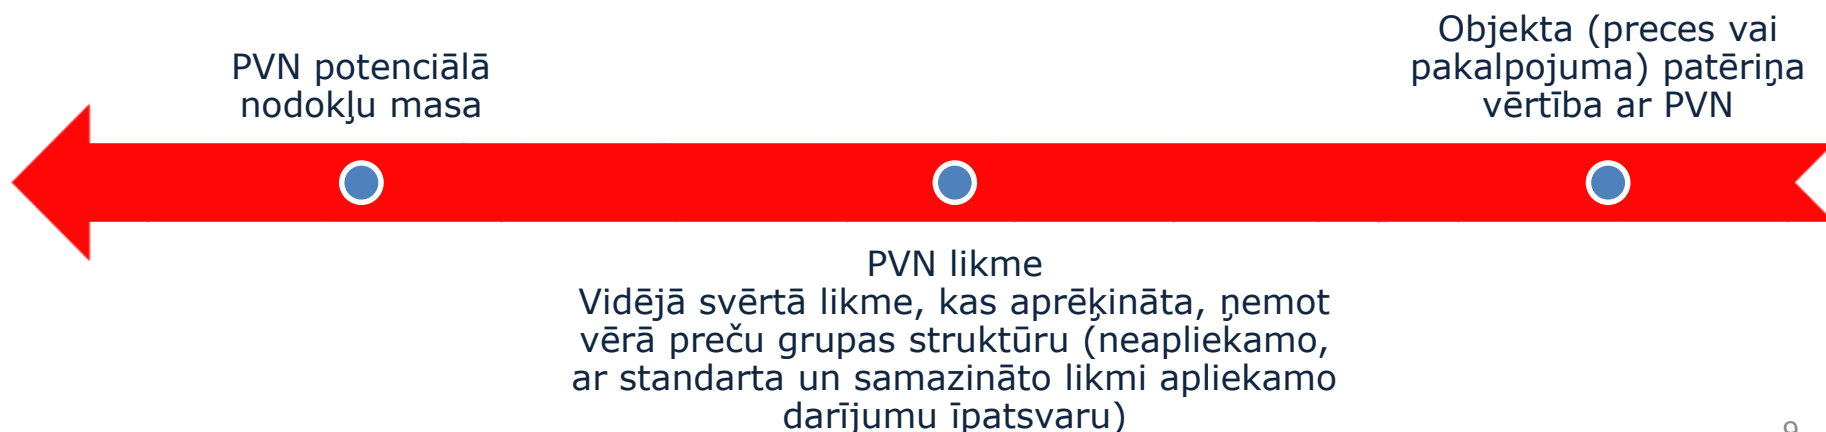 PVN potenciālā
nodokļu masa
Objekta (preces vai
pakalpojuma) patēriņa
vērtība ar PVN
PVN likme
Vidējā svērtā likme, kas aprēķināta, ņemot
vērā preču grupas struktūru (neapliekamo,
ar standarta un samazināto likmi apliekamo
darījumu īpatsvaru)
9